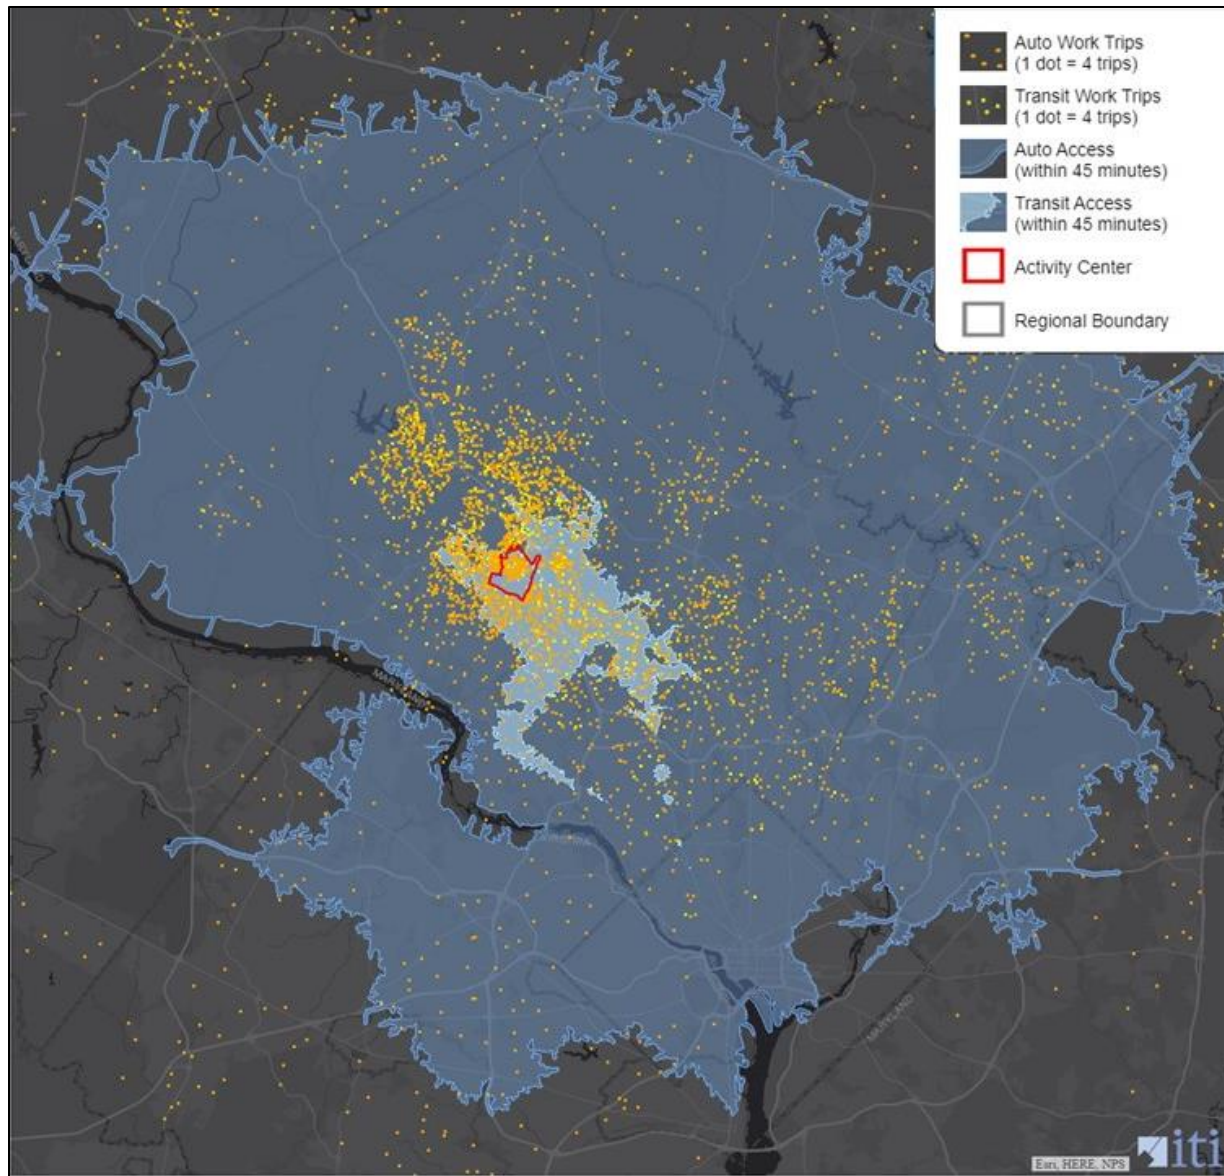 Auto Work Trips
(1 dot = 4 trips)
Transit Work Trips
(1 dot = 4 trips)
Auto Access
(within 45 minutes)
Transit Access
(within 45 minutes)
Activity Center
Regional Boundary
MARYLAND
iti
Esri, HERE, NPS